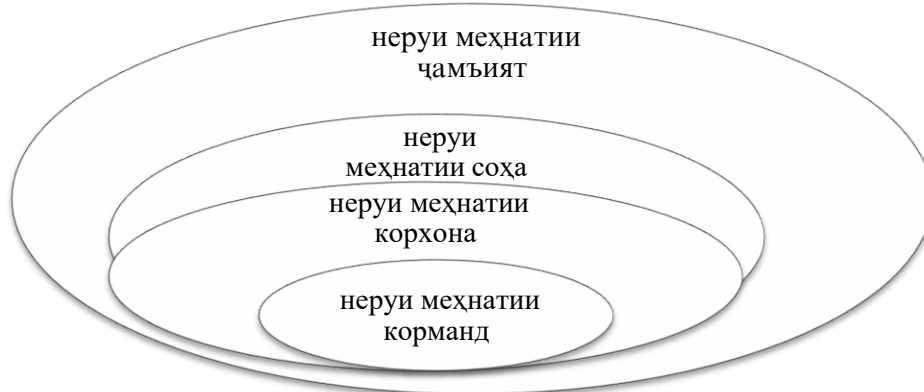 неруи меҳнатии
ҷамъият
неруи
меҳнатии соҳа
неруи меҳнатии
корхона
неруи меҳнатии
корманд